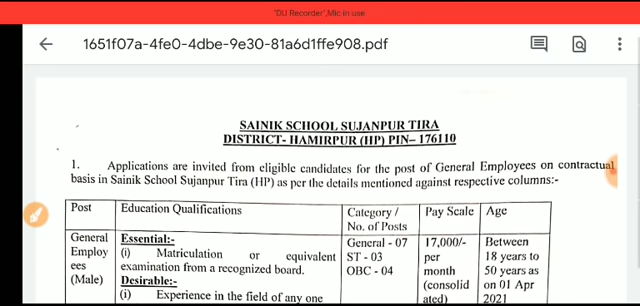 "DU Recorder",Mic in use
1651f07a-4fe0-4dbe-9e30-81a6d1ffe908.pdf
SAINIK SCHOOL SUJANPUR TIRA
DISTRICT- HAMIRPUR (HP) PIN– 176110
1. Applications are invited from eligible candidates for the post of General Employees on contractual
basis in Sainik School Sujanpur Tira (HP) as per the details mentioned against respective columns:-
Post Education Qualifications Category / Pay Scale Age
No. of Posts
General Essential:- General - 07 17,000/- Between
Employ (i) Matriculation or equivalent ST - 03 per 18 years to
ees examination from a recognized board. OBC - 04 month 50 years as
(Male) Desirable:- (consolid on 01 Apr
(i) Experience in the field of any one ated) 2021